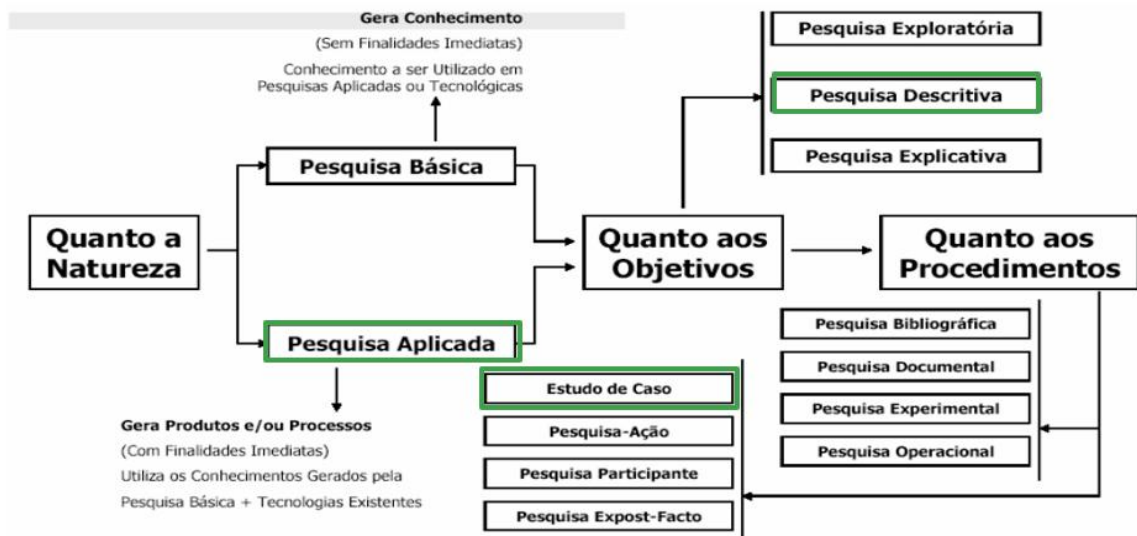 Gera Conhecimento
(Sem Finalidades Imediatas)
Conhecimento a ser Utilizado em
Pesquisas Aplicadas ou Tecnológicas
Pesquisa Exploratória
Pesquisa Descritiva
Pesquisa Explicativa
Pesquisa Básica
Quanto a
Natureza
Quanto aos
Objetivos
Quanto aos
Procedimentos
Pesquisa Aplicada
Gera Produtos e/ou Processos
(Com Finalidades Imediatas)
Utiliza os Conhecimentos Gerados pela
Pesquisa Básica + Tecnologias Existentes
Estudo de Caso
Pesquisa-Ação
Pesquisa Participante
Pesquisa Expost-Facto
Pesquisa Bibliográfica
Pesquisa Documental
Pesquisa Experimental
Pesquisa Operacional